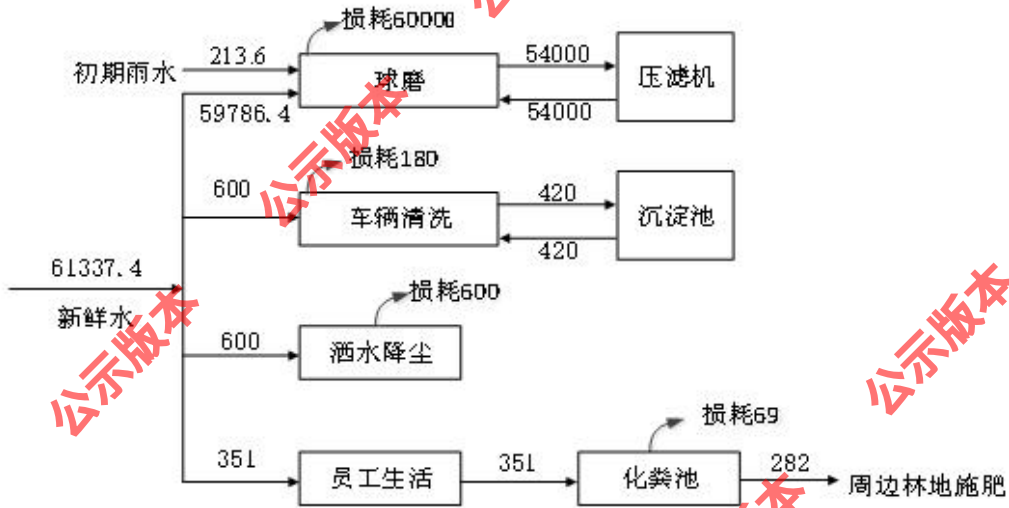 公示版本
损耗60000
初期雨水
213.6
球磨
54000
54000
压滤机
59786.4
公示版本
损耗180
600
车辆清洗
420
420
沉淀池
61337.4
新鲜水
公示版本
损耗600
600
洒水降尘
公示版本
损耗69
351
员工生活
351
化粪池
282
周边林地施肥
公示版本